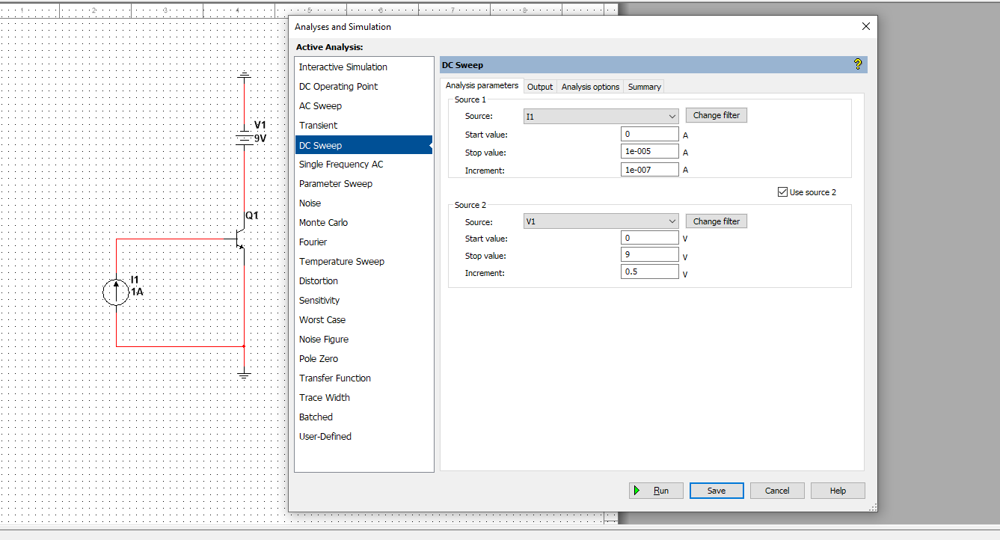 1 2 3 4 5 6 7 8
Analyses and Simulation
Active Analysis:
Interactive Simulation
DC Operating Point
AC Sweep
Transient
DC Sweep
Single Frequency AC
Parameter Sweep
Noise
Monte Carlo
Fourier
Temperature Sweep
Distortion
Sensitivity
Worst Case
Noise Figure
Pole Zero
Transfer Function
Trace Width
Batched
User-Defined
DC Sweep
?
Analysis parameters Output Analysis options Summary
Source 1
Source: I1 Change filter
Start value: 0 A
Stop value: 1e-005 A
Increment: 1e-007 A
Use source 2
Source 2
Source: V1 Change filter
Start value: 0 V
Stop value: 9 V
Increment: 0.5 V
Run Save Cancel Help
V1
9V
Q1
I1
1A